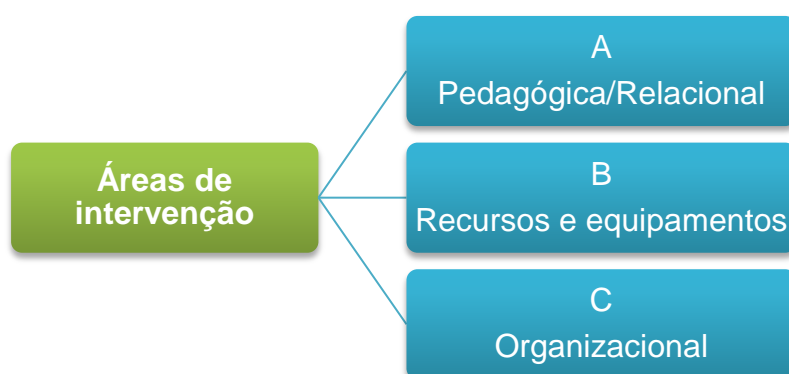 Áreas de
intervenção
A
Pedagógica/Relacional
B
Recursos e equipamentos
C
Organizacional